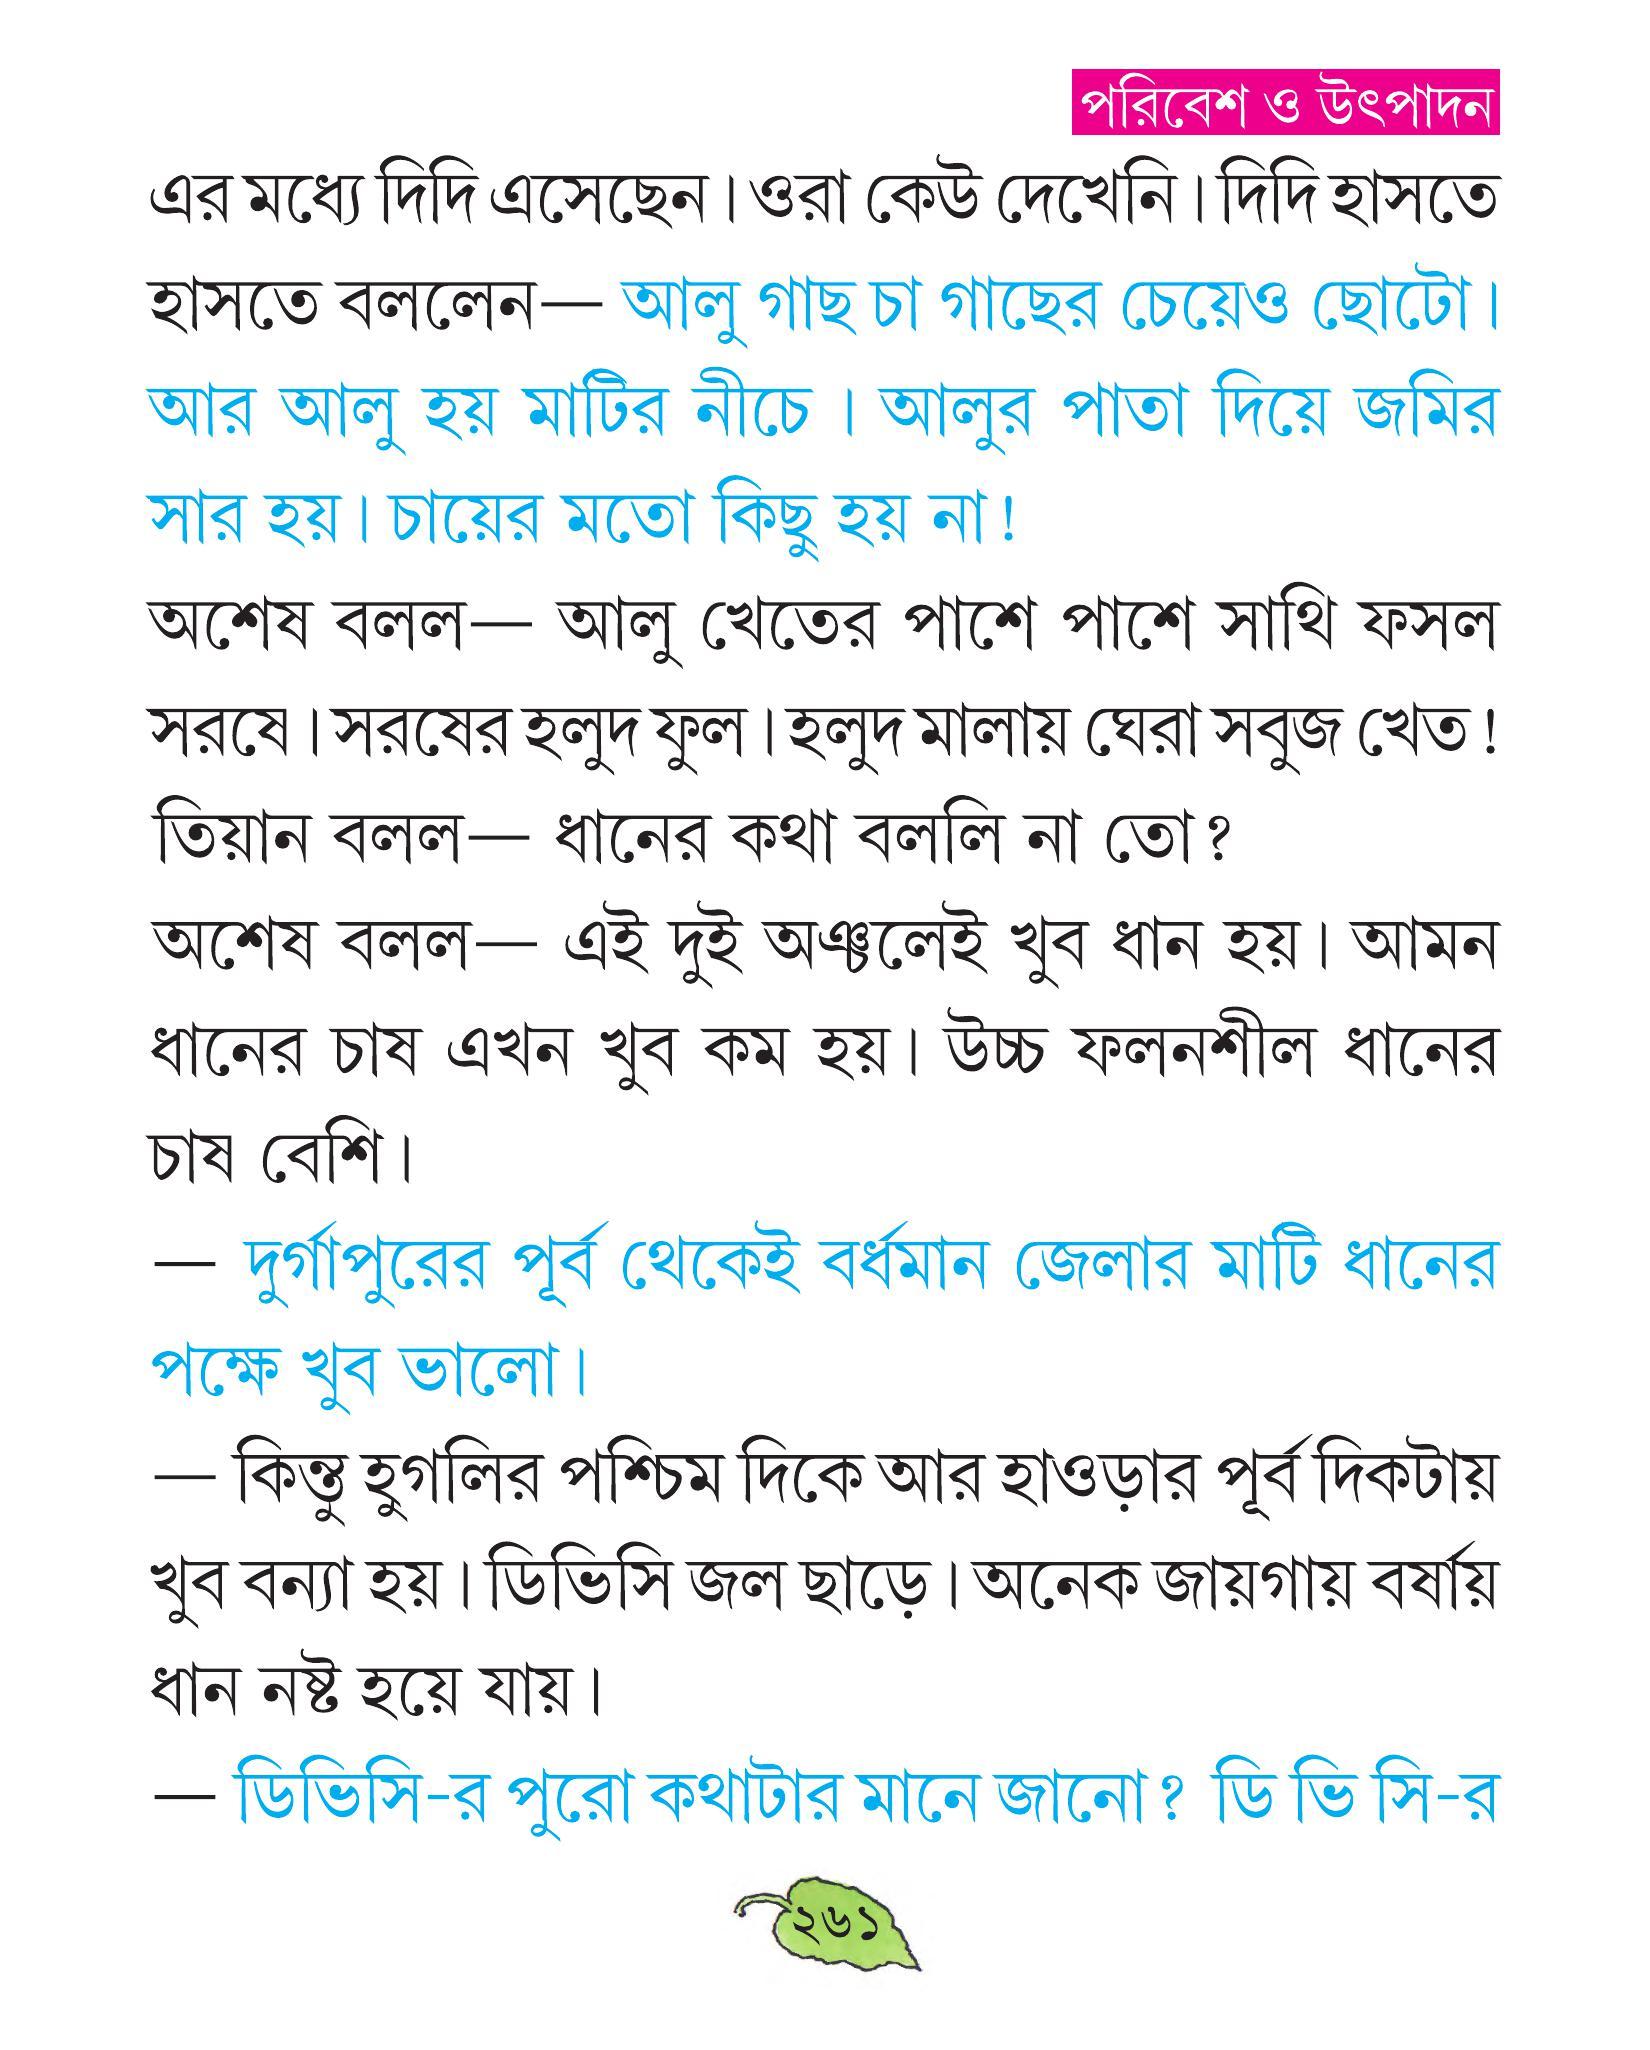 পরিবেশ ও উৎপাদন
এর মধ্যে দিদি এসেছেন। ওরা কেউ দেখেনি। দিদি হাসতে
হাসতে বললেন— আলু গাছ চা গাছের চেয়েও ছোটো।
আর আলু হয় মাটির নীচে । আলুর পাতা দিয়ে জমির
সার হয়। চায়ের মতো কিছু হয় না!
অশেষ বলল— আলু খেতের পাশে পাশে সাথি ফসল
সরষে। সরষের হলুদ ফুল। হলুদ মালায় ঘেরা সবুজ খেত!
তিয়ান বলল— ধানের কথা বললি না তো?
অশেষ বলল— এই দুই অঞ্চলেই খুব ধান হয়। আমন
ধানের চাষ এখন খুব কম হয়। উচ্চ ফলনশীল ধানের
চাষ বেশি।
— দুর্গাপুরের পূর্ব থেকেই বর্ধমান জেলার মাটি ধানের
পক্ষে খুব ভালো।
— কিন্তু হুগলির পশ্চিম দিকে আর হাওড়ার পূর্ব দিকটায়
খুব বন্যা হয়। ডিভিসি জল ছাড়ে। অনেক জায়গায় বর্ষায়
ধান নষ্ট হয়ে যায়।
— ডিভিসি-র পুরো কথাটার মানে জানো? ডি ভি সি-র
২৬১